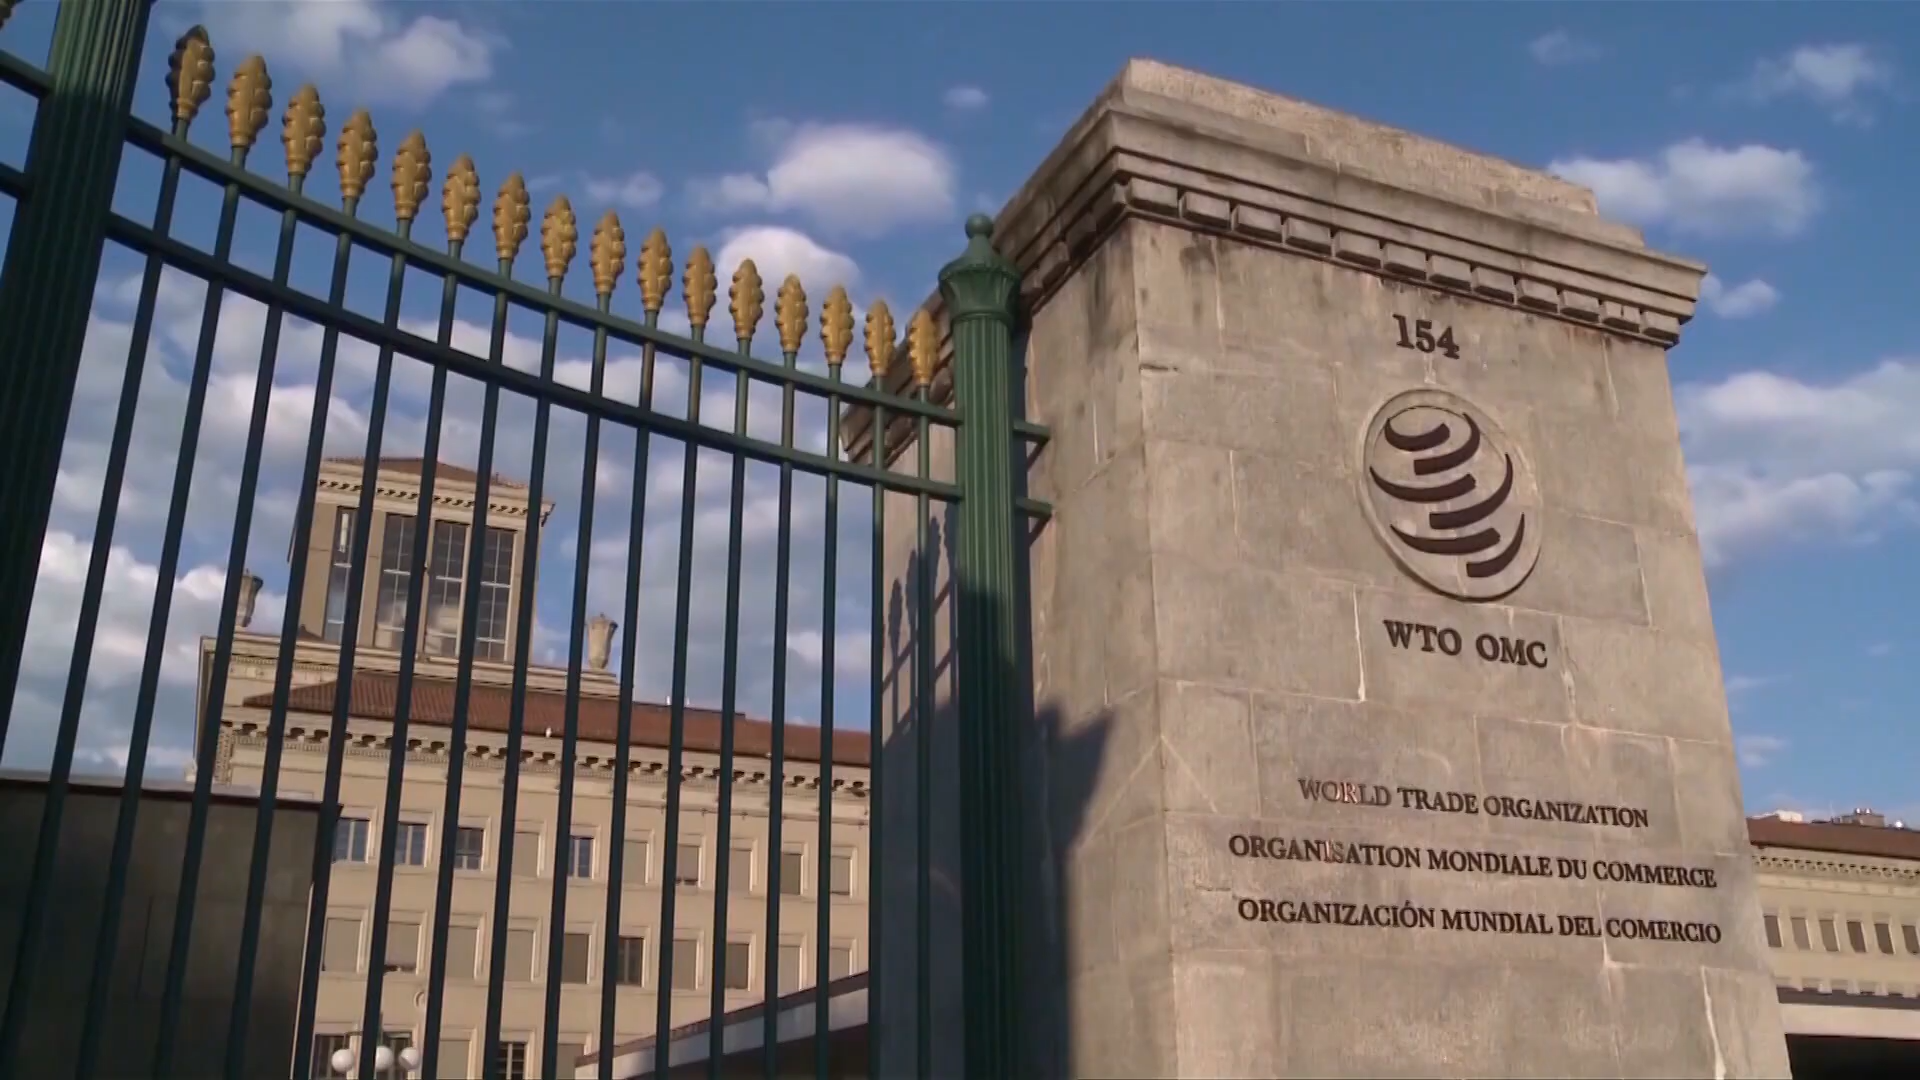 154
WTO OMC
WORLD TRADE ORGANIZATION
ORGANISATION MONDIALE DU COMMERCE
ORGANIZACIÓN MUNDIAL DEL COMERCIO